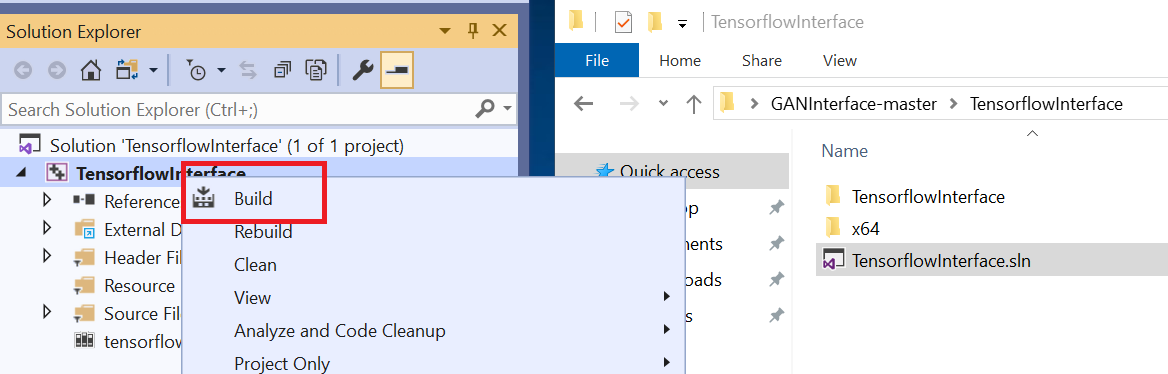 Solution Explorer
Search Solution Explorer (Ctrl+;)
Solution 'TensorflowInterface' (1 of 1 project)
TensorflowInterface
Reference
External D
Header Fil
Resource
Source File
tensorflow
Build
Rebuild
Clean
View
Analyze and Code Cleanup
Project Only
TensorflowInterface
File Home Share View
GANInterface-master TensorflowInterface
Quick access
op
ments
oads
s
Name
TensorflowInterface
x64
TensorflowInterface.sln